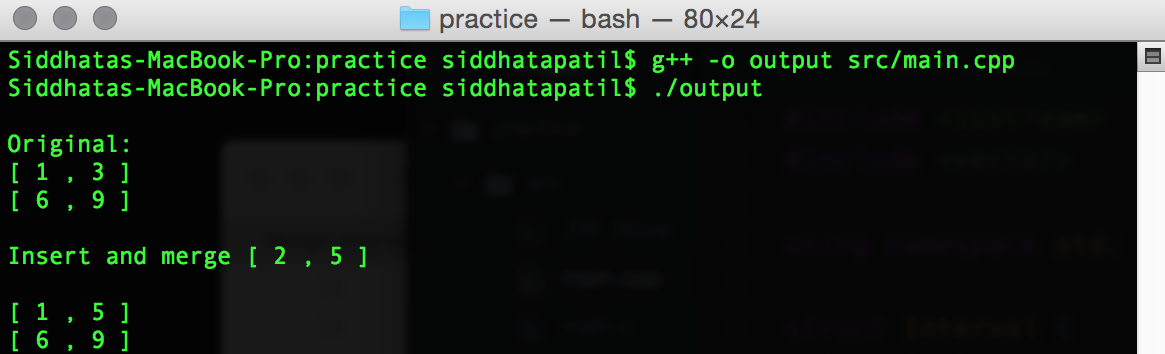 practice — bash — 80×24
Siddhatas-MacBook-Pro:practice siddhatapatil$ g++ -o output src/main.cpp
Siddhatas-MacBook-Pro:practice siddhatapatil$ ./output
Original:
[ 1 , 3 ]
[ 6 , 9 ]
Insert and merge [ 2 , 5 ]
[ 1 , 5 ]
[ 6 , 9 ]